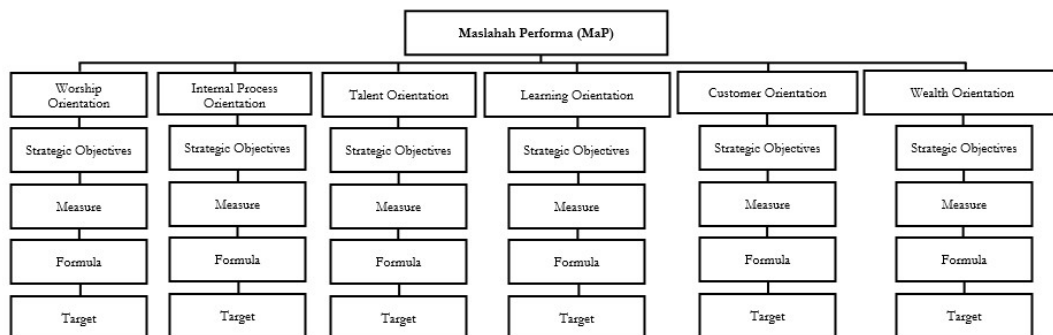 Maslahah Performa (MaP)
Worship
Orientation
Internal Process
Orientation
Talent Orientation
Learning Orientation
Customer Orientation
Wealth Orientation
Strategic Objectives
Strategic Objectives
Strategic Objectives
Strategic Objectives
Strategic Objectives
Strategic Objectives
Measure
Measure
Measure
Measure
Measure
Measure
Formula
Formula
Formula
Formula
Formula
Formula
Target
Target
Target
Target
Target
Target